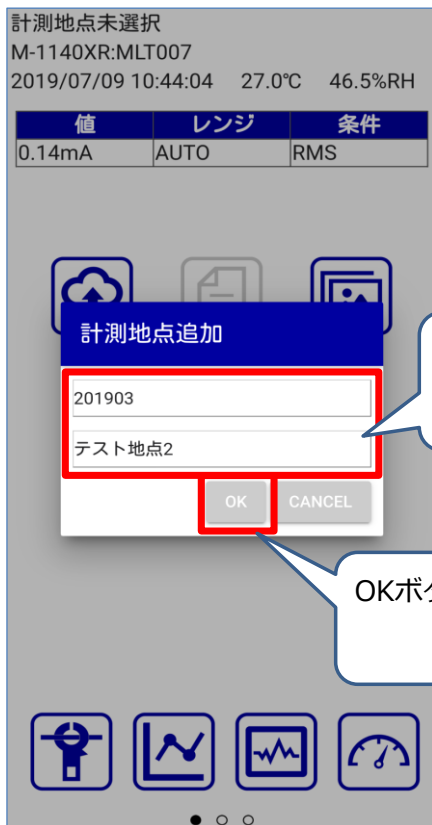 計測地点未選択
M-1140XR:MLT007
2019/07/09 10:44:04 27.0℃ 46.5%RH
値 レンジ 条件
0.14mA AUTO RMS
計測地点追加
201903
テスト地点2
OK CANCEL
OKボタ